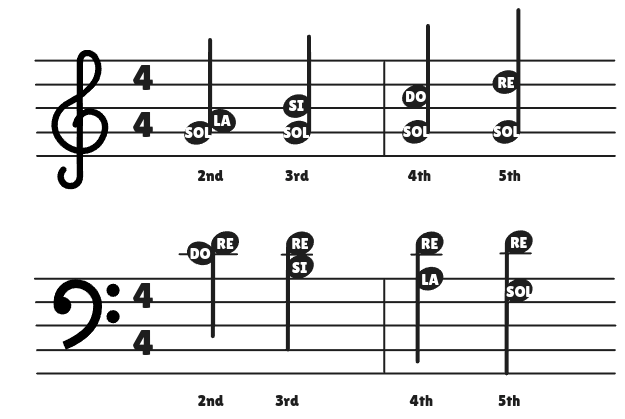 4
4
SOL LA
SI
SOL
DO
SOL
RE
SOL
2nd 3rd 4th 5th
DO RE
RE
SI
RE
LA
RE
SOL
4
4
2nd 3rd 4th 5th